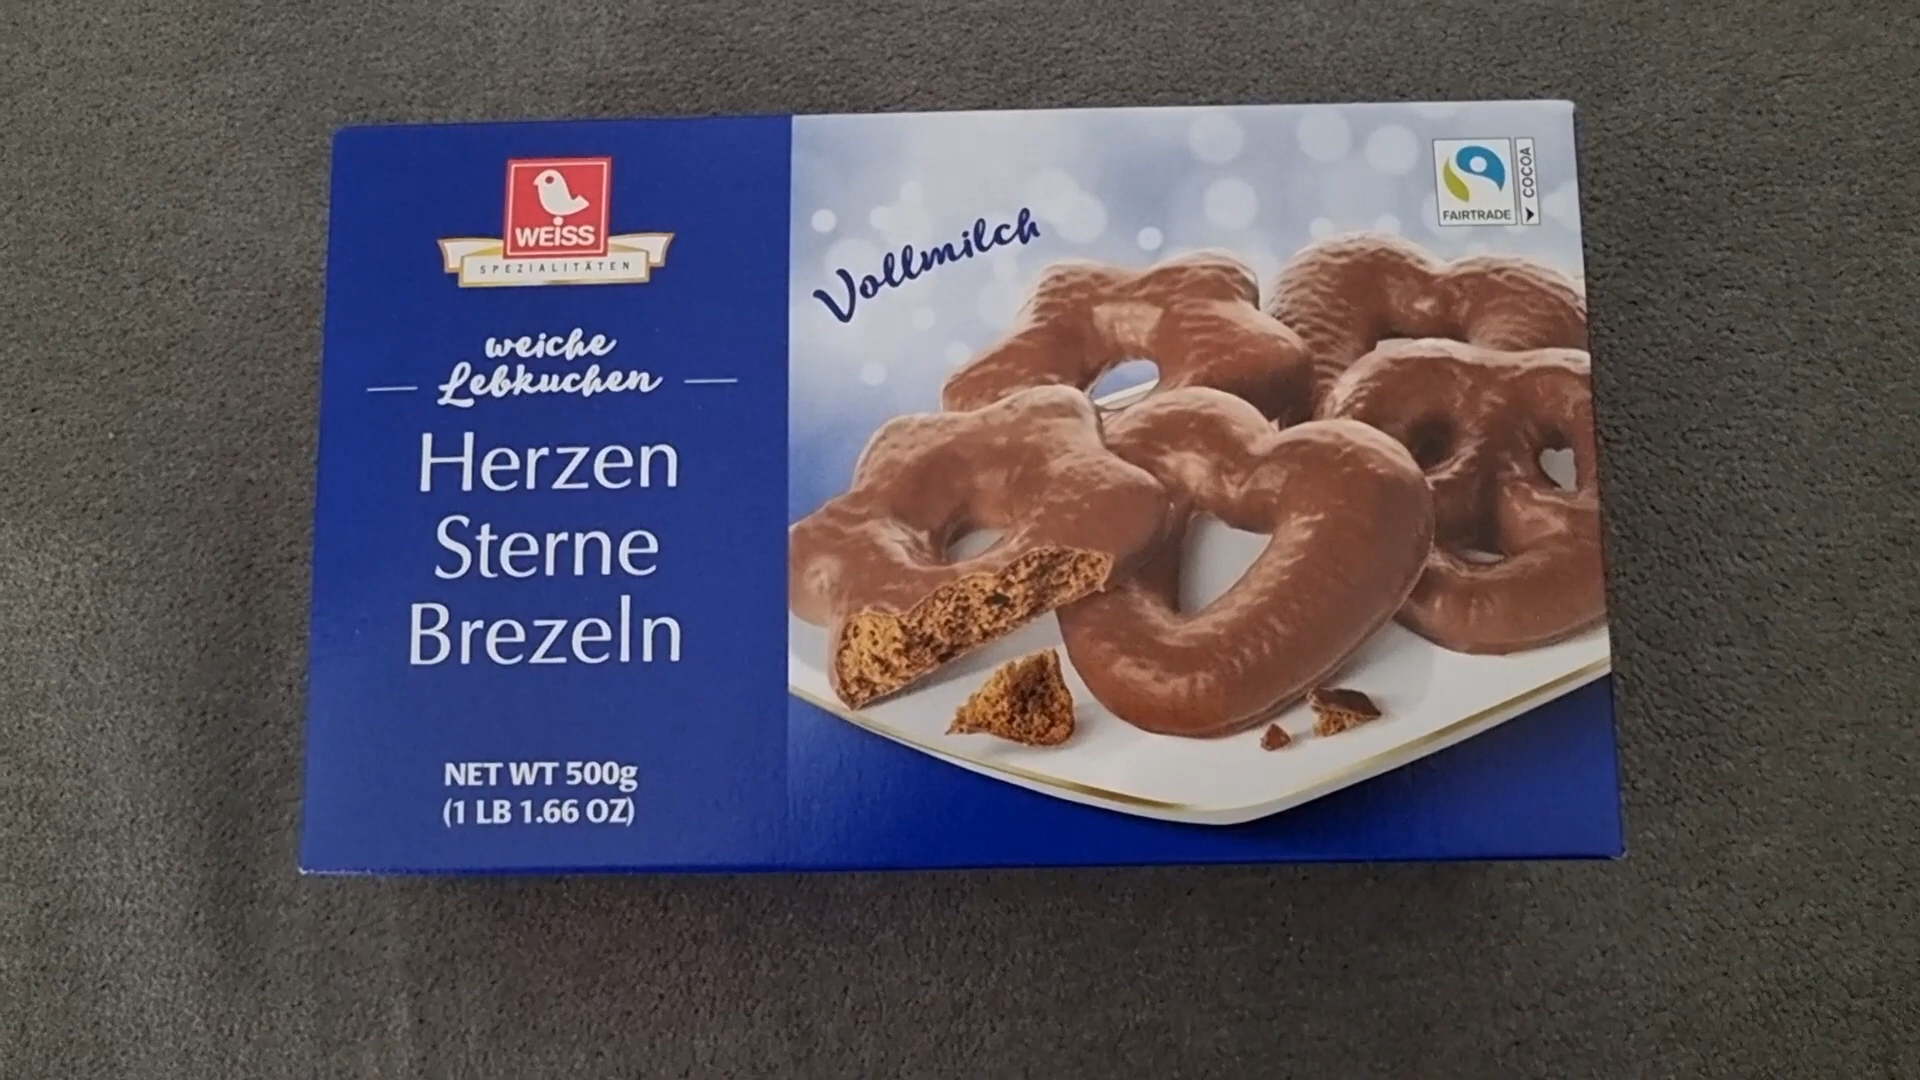 WEISS
SPEZIALITÄTEN
weiche
Lebkuchen
Herzen
Sterne
Brezeln
NET WT 500g
(1 LB 1.66 OZ)
Vollmilch
FAIRTRADE
COCOA